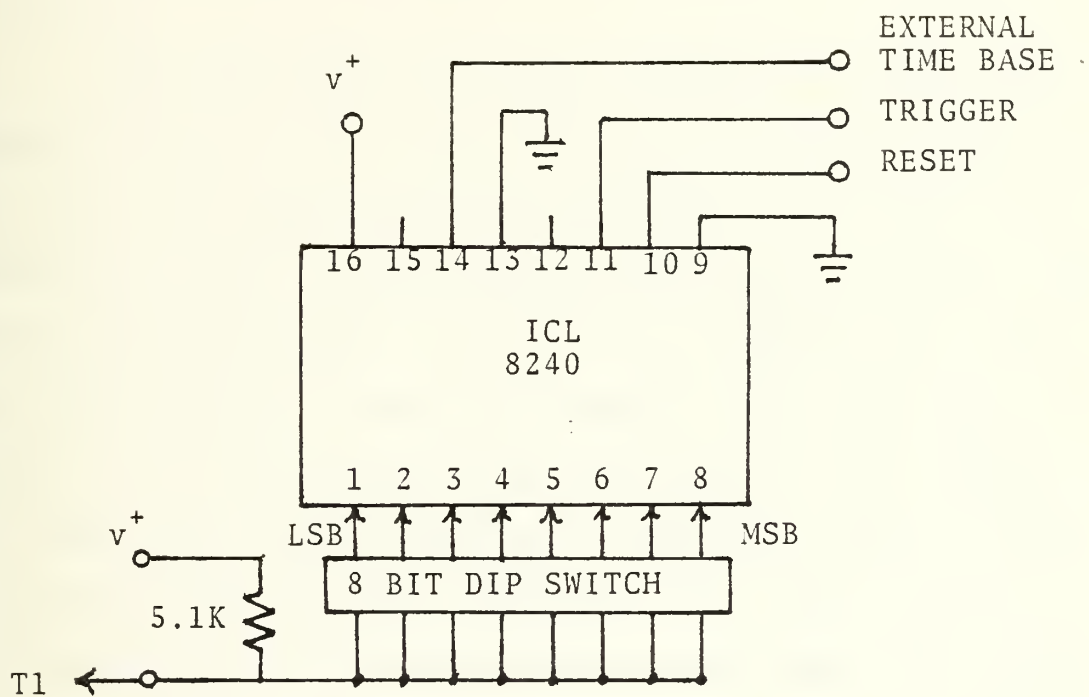 EXTERNAL
TIME BASE
v+
TRIGGER
RESET
16 15 14 13 12 11 10 9
ICL
8240
1 2 3 4 5 6 7 8
v+
LSB
MSB
8 BIT DIP SWITCH
5.1K
T1